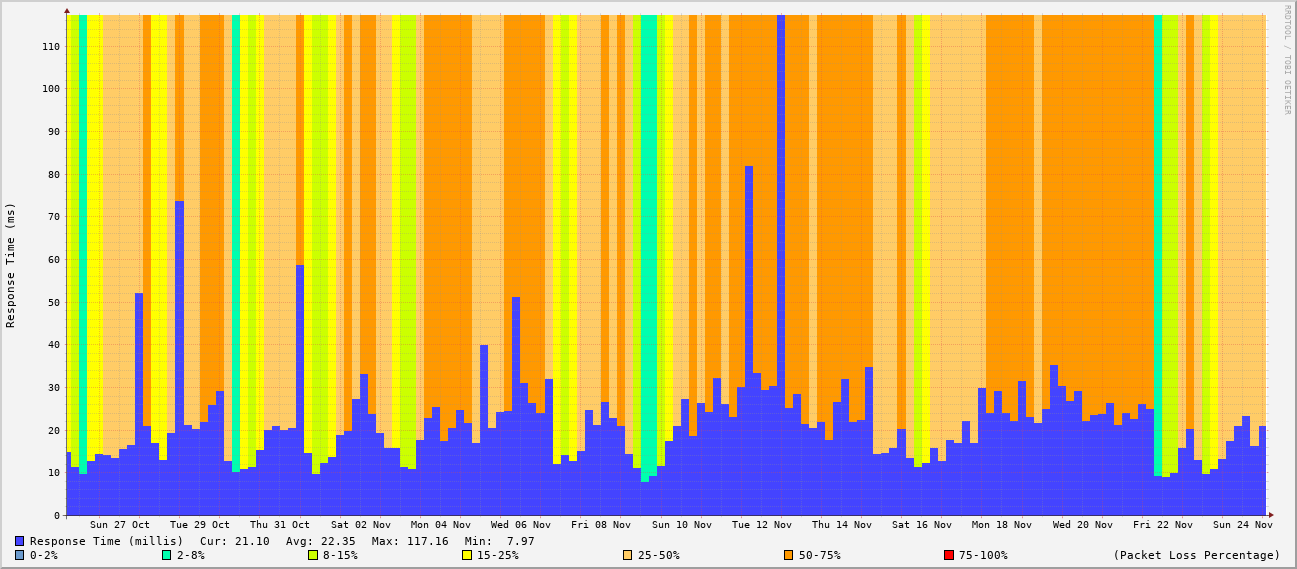 RRDTOOL / TOBI OETIKER
Response Time (ms)
110
100
90
80
70
60
50
40
30
20
10
0
Sun 27 Oct Tue 29 Oct Thu 31 Oct Sat 02 Nov Mon 04 Nov Wed 06 Nov Fri 08 Nov Sun 10 Nov Tue 12 Nov Thu 14 Nov Sat 16 Nov Mon 18 Nov Wed 20 Nov Fri 22 Nov Sun 24 Nov
Response Time (millis) Cur: 21.10 Avg: 22.35 Max: 117.16 Min: 7.97
0-2% 2-8% 8-15% 15-25% 25-50% 50-75% 75-100% (Packet Loss Percentage)